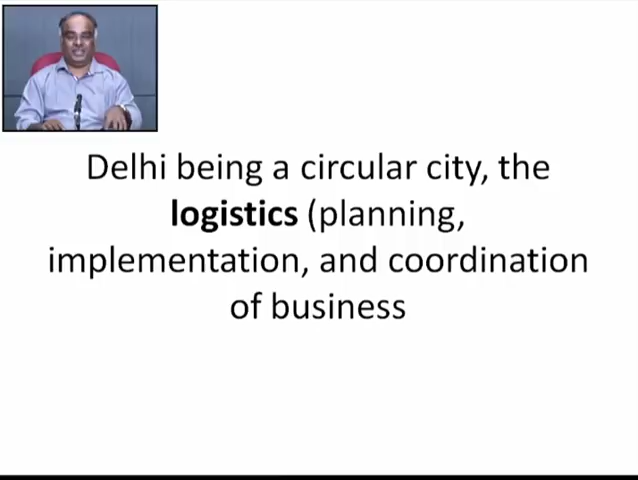 Delhi being a circular city, the
logistics (planning,
implementation, and coordination
of business